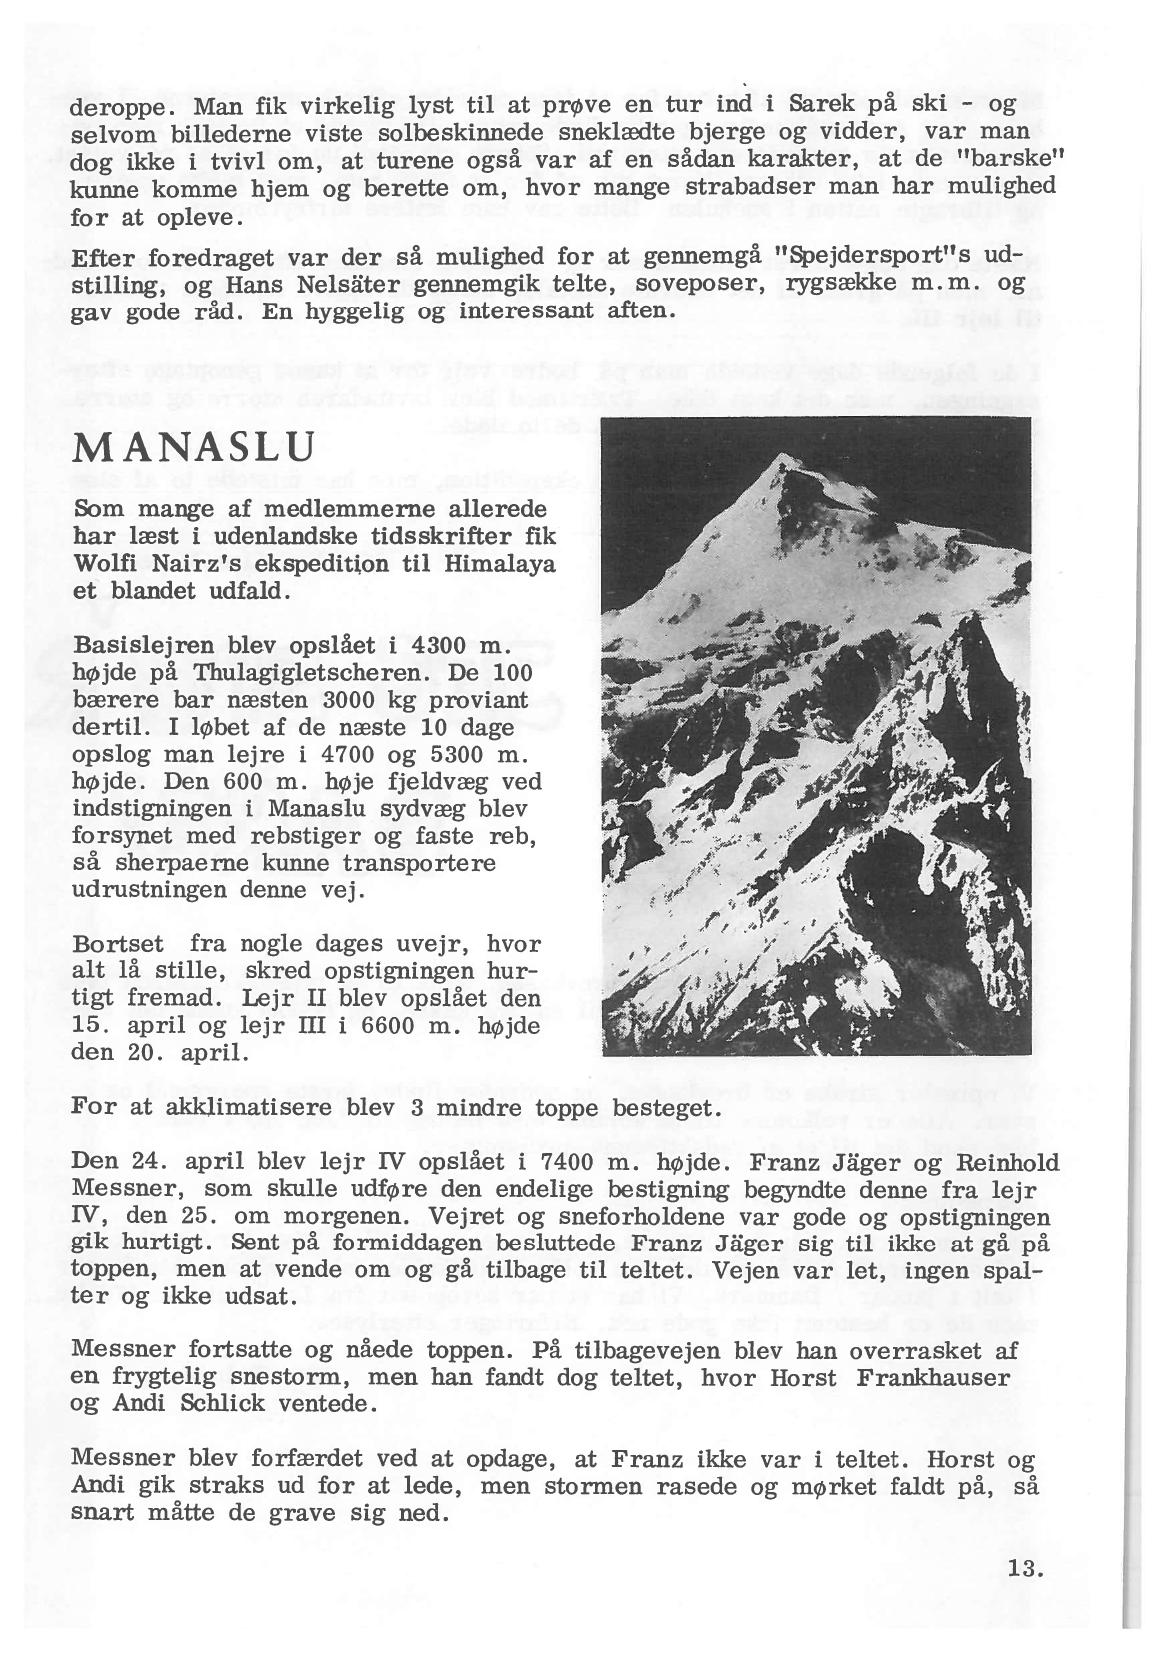 deroppe. Man fik virkelig lyst til at prøve en tur ind i Sarek på ski - og
selvom billederne viste solbeskinnede sneklædte bjerge og vidder, var man
dog ikke i tvivl om, at turene også var af en sådan karakter, at de "barske"
kunne komme hjem og berette om, hvor mange strabadser man har mulighed
for at opleve.
Efter foredraget var der så mulighed for at gennemgå "Spejdersport"s ud-
stilling, og Hans Nelsäter gennemgik telte, soveposer, rygsække m.m. og
gav gode råd. En hyggelig og interessant aften.
MANASLU
Som mange af medlemmerne allerede
har læst i udenlandske tidsskrifter fik
Wolfi Nairz's ekspedition til Himalaya
et blandet udfald.
Basislejren blev opslået i 4300 m.
højde på Thulagigletscheren. De 100
bærere bar næsten 3000 kg proviant
dertil. I løbet af de næste 10 dage
opslog man lejre i 4700 og 5300 m.
højde. Den 600 m. høje fjeldvæg ved
indstigningen i Manaslu sydvæg blev
forsynet med rebstiger og faste reb,
så sherpaerne kunne transportere
udrustningen denne vej.
Bortset fra nogle dages uvejr, hvor
alt lå stille, skred opstigningen hur-
tigt fremad. Lejr II blev opslået den
15. april og lejr III i 6600 m. højde
den 20. april.
For at akklimatisere blev 3 mindre toppe besteget.
Den 24. april blev lejr IV opslået i 7400 m. højde. Franz Jäger og Reinhold
Messner, som skulle udføre den endelige bestigning begyndte denne fra lejr
IV, den 25. om morgenen. Vejret og sneforholdene var gode og opstigningen
gik hurtigt. Sent på formiddagen besluttede Franz Jäger sig til ikke at gå på
toppen, men at vende om og gå tilbage til teltet. Vejen var let, ingen spal-
ter og ikke udsat.
Messner fortsatte og nåede toppen. På tilbagevejen blev han overrasket af
en frygtelig snestorm, men han fandt dog teltet, hvor Horst Frankhauser
og Andi Schlick ventede.
Messner blev forfærdet ved at opdage, at Franz ikke var i teltet. Horst og
Andi gik straks ud for at lede, men stormen rasede og mørket faldt på, så
snart måtte de grave sig ned.
13.